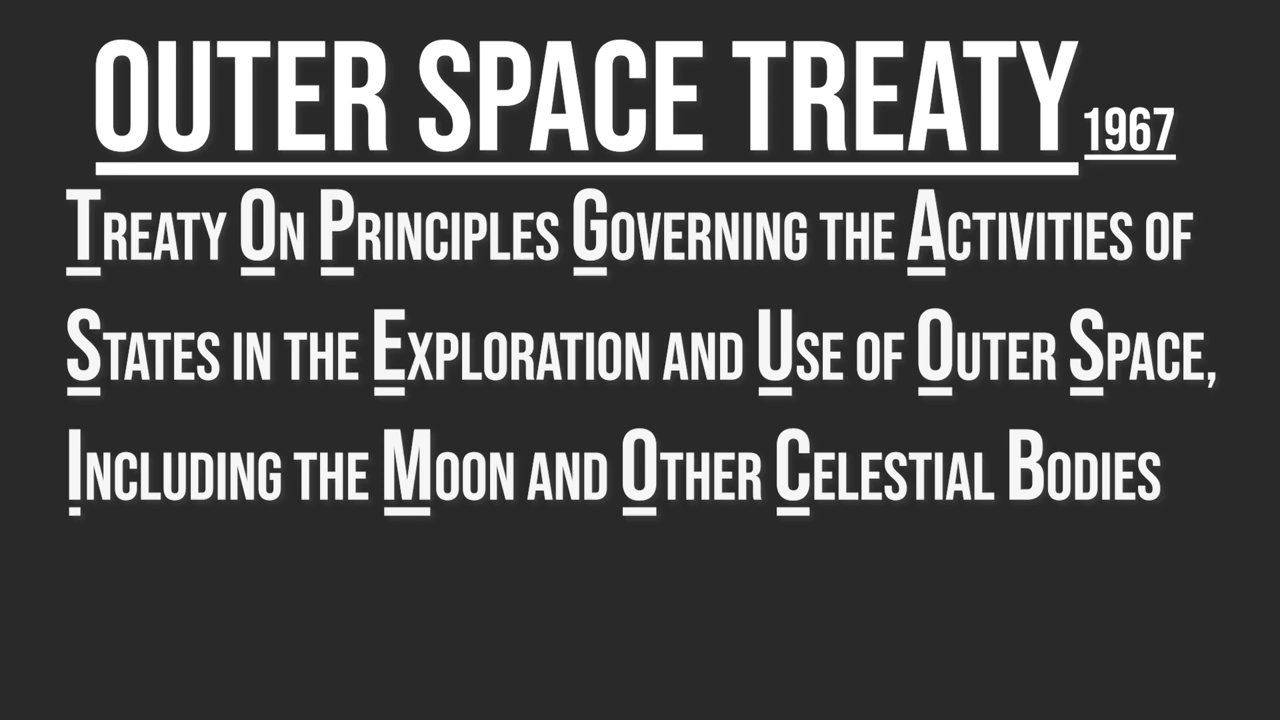 OUTER SPACE TREATY 1967
TREATY ON PRINCIPLES GOVERNING THE ACTIVITIES OF
STATES IN THE EXPLORATION AND USE OF OUTER SPACE,
INCLUDING THE MOON AND OTHER CELESTIAL BODIES